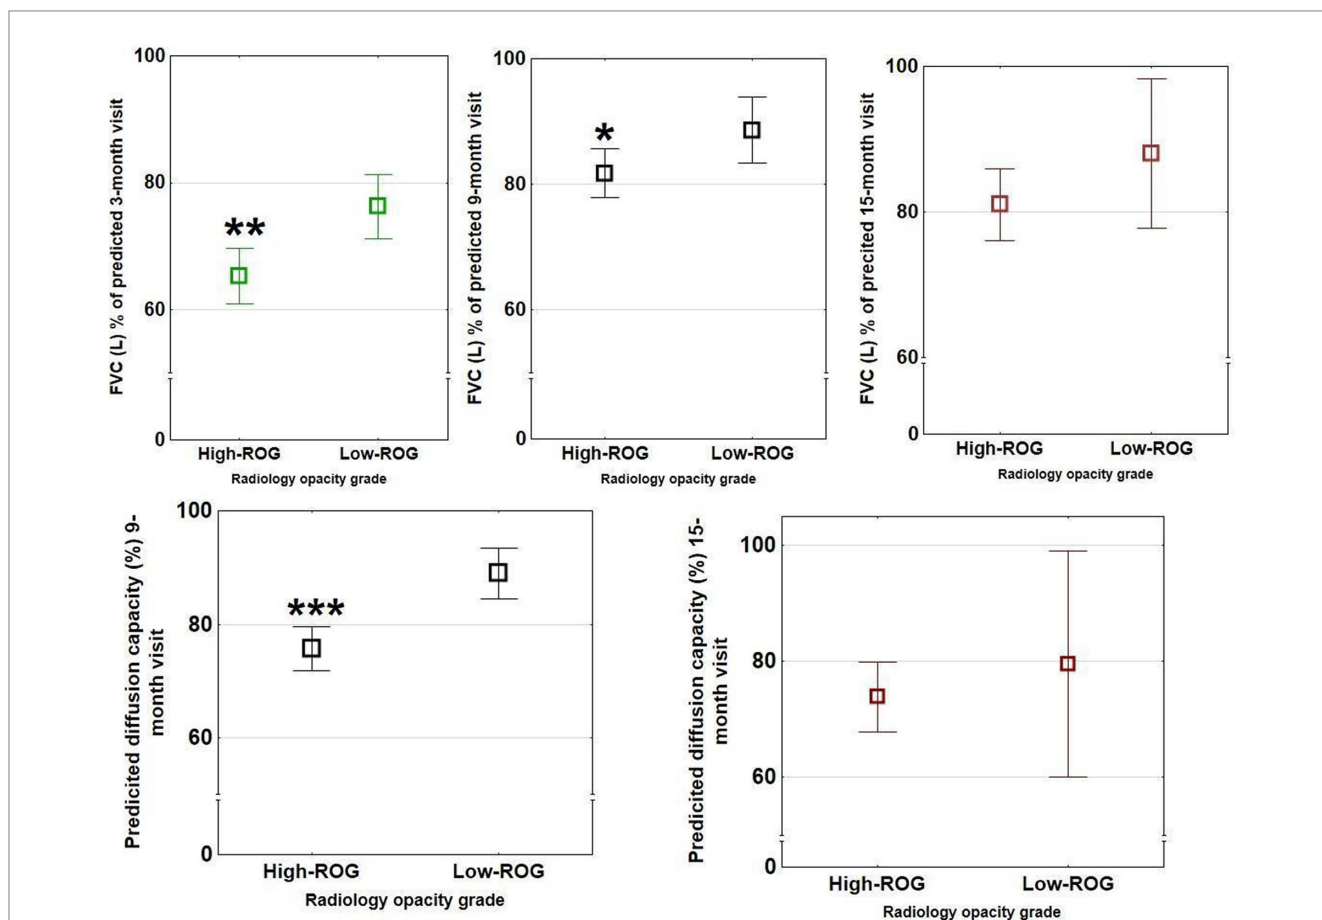 FVC (L) % of predicted 3-month visit
100
80
60
0
**
High-ROG Low-ROG
Radiology opacity grade
FVC (L) % of predicted 9-month visit
100
80
60
0
*
High-ROG Low-ROG
Radiology opacity grade
FVC (L) % of precited 15-month visit
100
80
60
0
High-ROG Low-ROG
Radiology opacity grade
Predicited diffusion capacity (%) 9-
month visit
100
80
60
0
***
High-ROG Low-ROG
Radiology opacity grade
Predicited diffusion capacity (%) 15-
month visit
100
80
60
0
High-ROG Low-ROG
Radiology opacity grade